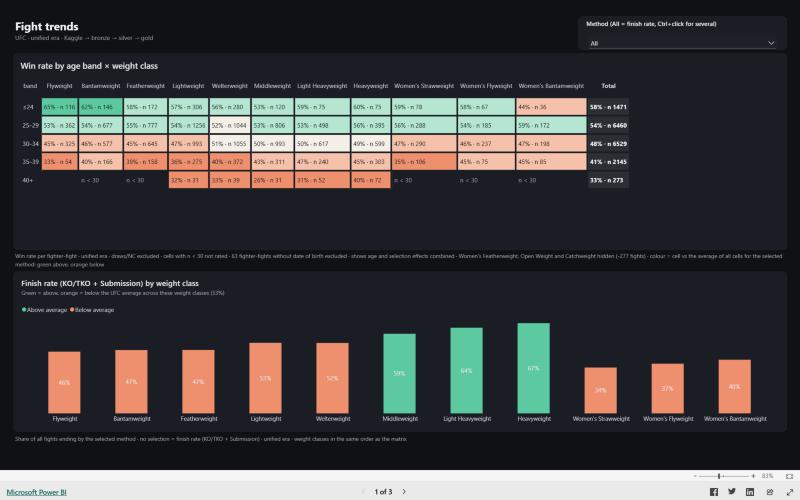 Fight trends
UFC · unified era · Kaggle → bronze → silver → gold
Method (All = finish rate, Ctrl+click for several)
All
Win rate by age band × weight class
band Flyweight Bantamweight Featherweight Lightweight Welterweight Middleweight Light Heavyweight Heavyweight Women's Strawweight Women's Flyweight Women's Bantamweight Total
≤24 65% · n 116 62% · n 146 58% · n 172 57% · n 306 56% · n 280 53% · n 120 59% · n 75 60% · n 75 59% · n 78 58% · n 67 44% · n 36 58% · n 1471
25–29 53% · n 362 54% · n 677 55% · n 777 54% · n 1256 52% · n 1044 53% · n 806 53% · n 498 56% · n 395 56% · n 288 54% · n 185 59% · n 172 54% · n 6460
30–34 45% · n 325 46% · n 577 45% · n 645 47% · n 993 51% · n 1055 50% · n 993 50% · n 617 49% · n 599 47% · n 290 46% · n 237 47% · n 198 48% · n 6529
35–39 33% · n 54 40% · n 166 39% · n 158 36% · n 275 40% · n 372 43% · n 311 47% · n 240 45% · n 303 35% · n 106 45% · n 75 45% · n 85 41% · n 2145
40+ n < 30 n < 30 32% · n 31 33% · n 39 26% · n 31 31% · n 52 40% · n 72 n < 30 n < 30 n < 30 33% · n 273
Win rate per fighter-fight · unified era · draws/NC excluded · cells with n < 30 not rated · 63 fighter-fights without date of birth excluded · shows age and selection effects combined · Women's Featherweight, Open Weight and Catchweight hidden (-277 fights) · colour = cell vs the average of all cells for the selected
method: green above, orange below
Finish rate (KO/TKO + Submission) by weight class
Green = above, orange = below the UFC average across these weight classes (53%)
Above average Below average
46% 47% 47% 53% 52% 59% 64% 67% 34% 37% 40%
Flyweight Bantamweight Featherweight Lightweight Welterweight Middleweight Light Heavyweight Heavyweight Women's Strawweight Women's Flyweight Women's Bantamweight
Share of all fights ending by the selected method · no selection = finish rate (KO/TKO + Submission) · unified era · weight classes in the same order as the matrix
- + 83%
Microsoft Power BI
1 of 3